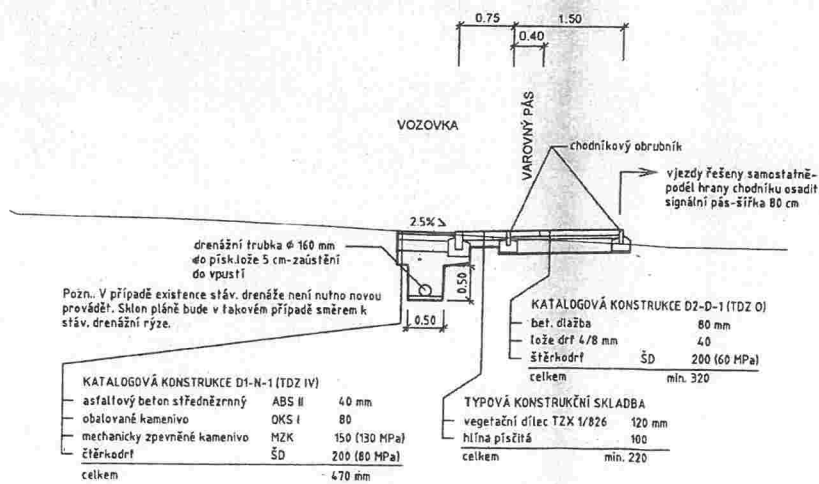 0.75 1.50
0.40
VOZOVKA
VAROVNÝ PÁS
chodníkový obrubník
vjezdy řešeny samostatně-
podél hrany chodníku osadit
signální pás-šířka 80 cm
2.5%
drenážní trubka ϕ 160 mm
do písk.lože 5 cm-zaústění
do vpustí
0.50
0.50
Pozn.. V případě existence stáv. drenáže není nutno novou
provádět. Sklon pláně bude v takovém případě směrem k
stáv. drenážní rýze.
KATALOGOVÁ KONSTRUKCE D2-D-1 (TDZ O)
bet. dlažba 80 mm
lože drť 4/8 mm 40
štěrkodrť ŠD 200 (60 MPa)
celkem min. 320
KATALOGOVÁ KONSTRUKCE D1-N-1 (TDZ IV)
asfaltový beton střednězrnný ABS II 40 mm
obalované kamenivo OKS I 80
mechanicky zpevněné kamenivo MZK 150 (130 MPa)
čtěrkodrť ŠD 200 (80 MPa)
celkem 470 mm
TYPOVÁ KONSTRUKČNÍ SKLADBA
vegetační dílec TZX 1/826 120 mm
hlína písčitá 100
celkem min. 220